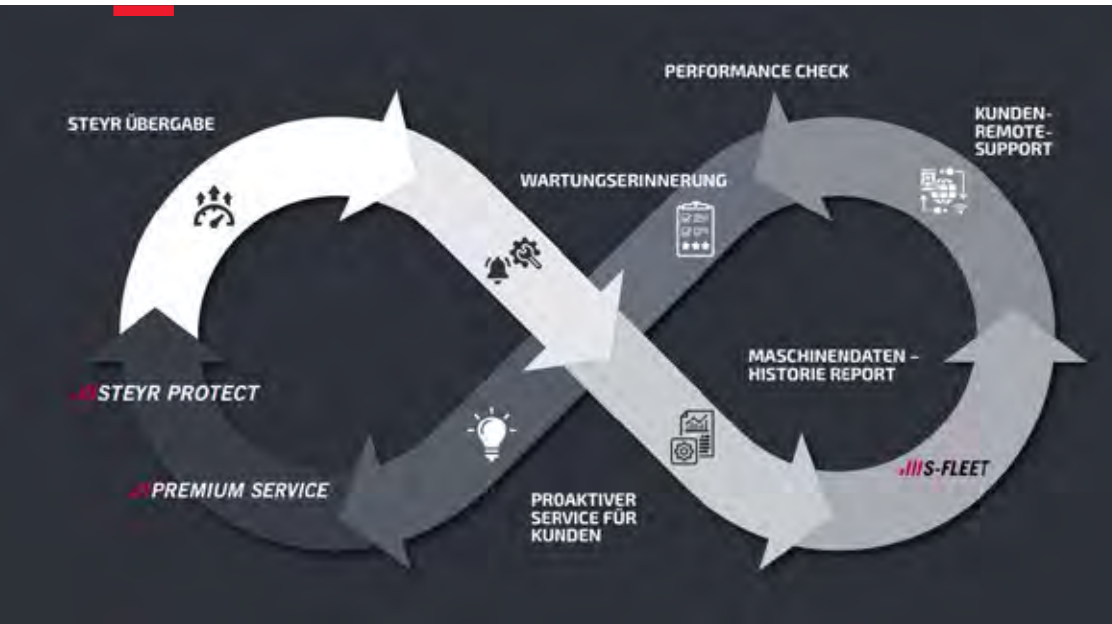 PERFORMANCE CHECK
STEYR ÜBERGABE
KUNDEN-
REMOTE-
SUPPORT
WARTUNGSERINNERUNG
MASCHINENDATEN –
HISTORIE REPORT
STEYR PROTECT
S-FLEET
PREMIUM SERVICE
PROAKTIVER
SERVICE FÜR
KUNDEN